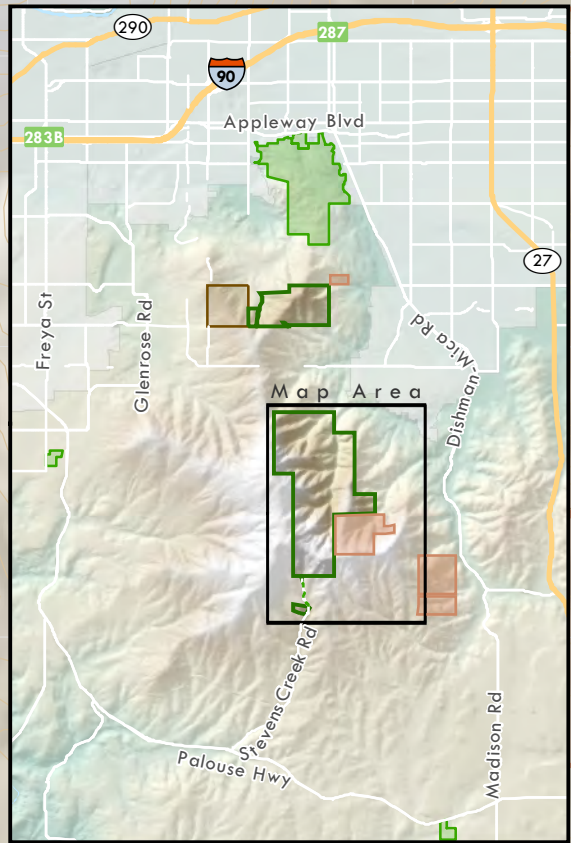 290
287
90
Appleway Blvd
283B
27
Freya St
Glenrose Rd
Dishman-Mica Rd
Map Area
Stevens Creek Rd
Madison Rd
Palouse Hwy